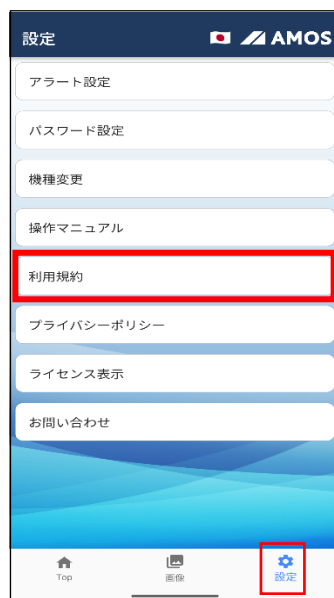 設定 AMOS
アラート設定
パスワード設定
機種変更
操作マニュアル
利用規約
プライバシーポリシー
ライセンス表示
お問い合わせ
Top 画像 設定